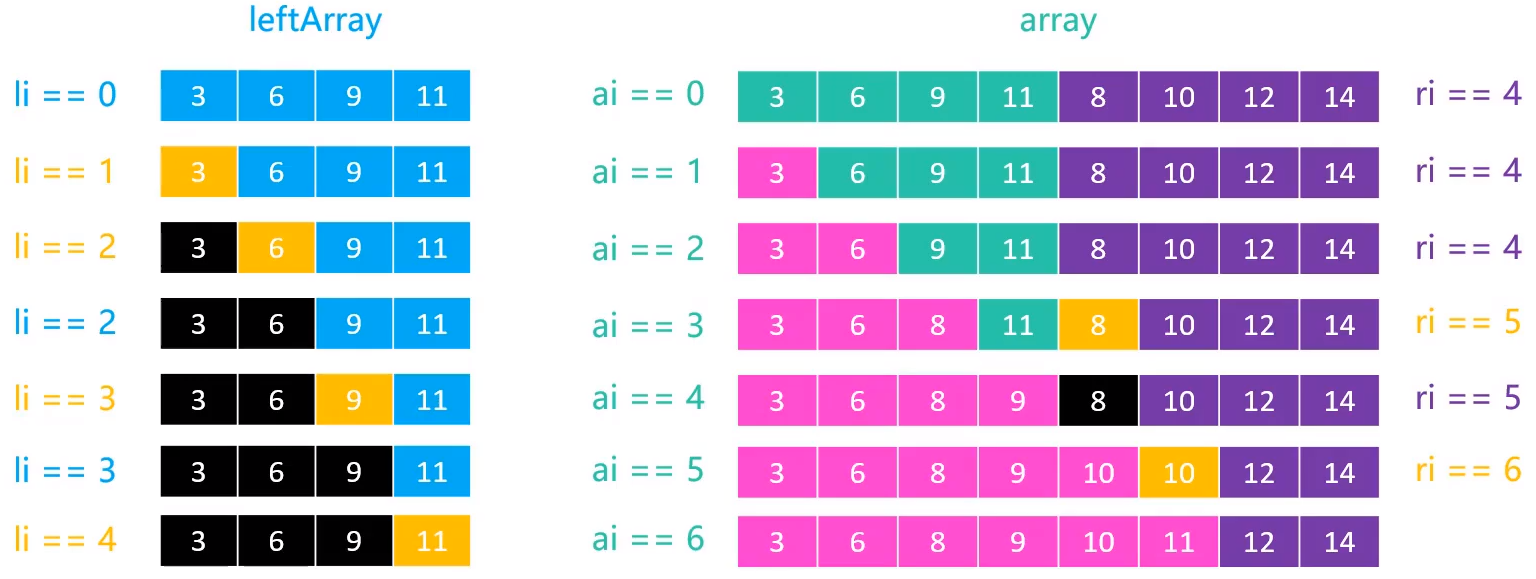 leftArray array
li == 0 3 6 9 11 ai == 0 3 6 9 11 8 10 12 14 ri == 4
li == 1 3 6 9 11 ai == 1 3 6 9 11 8 10 12 14 ri == 4
li == 2 3 6 9 11 ai == 2 3 6 9 11 8 10 12 14 ri == 4
li == 2 3 6 9 11 ai == 3 3 6 8 11 8 10 12 14 ri == 5
li == 3 3 6 9 11 ai == 4 3 6 8 9 8 10 12 14 ri == 5
li == 3 3 6 9 11 ai == 5 3 6 8 9 10 10 12 14 ri == 6
li == 4 3 6 9 11 ai == 6 3 6 8 9 10 11 12 14